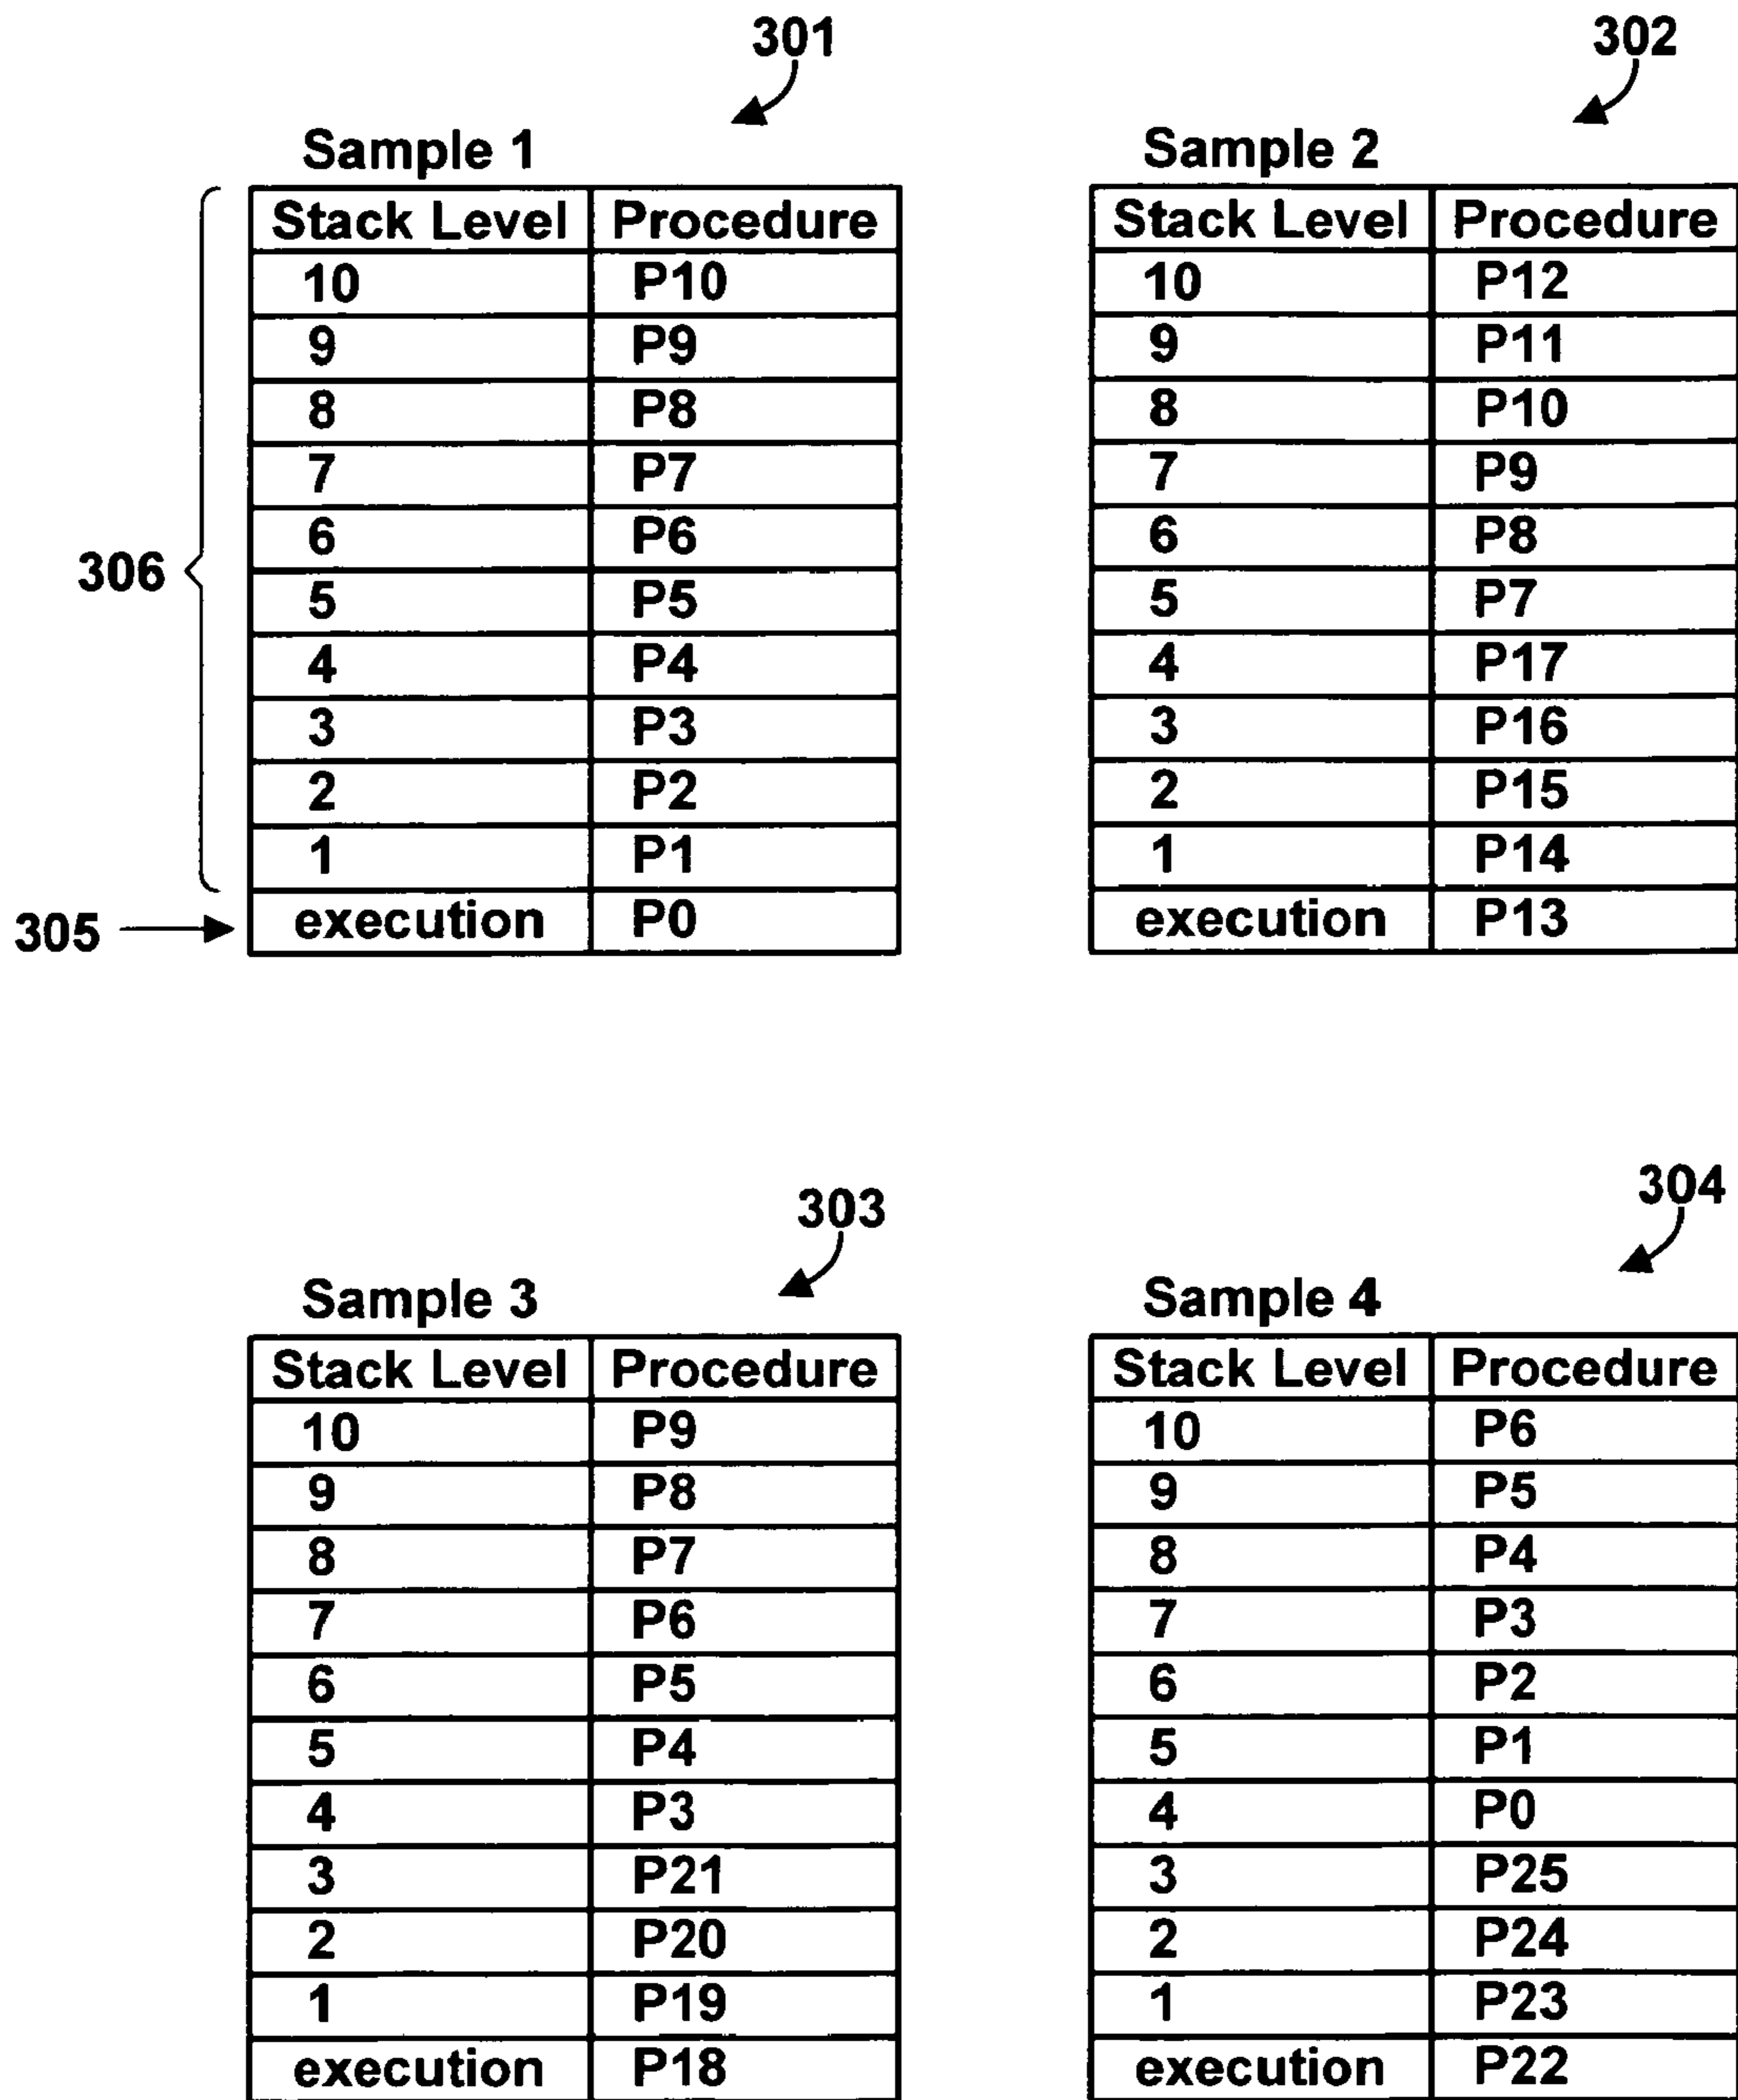 301
302
Sample 1
Sample 2
Stack Level Procedure
10 P10
9 P9
8 P8
7 P7
6 P6
5 P5
4 P4
3 P3
2 P2
1 P1
execution P0
306
305
Stack Level Procedure
10 P12
9 P11
8 P10
7 P9
6 P8
5 P7
4 P17
3 P16
2 P15
1 P14
execution P13
303
304
Sample 3
Sample 4
Stack Level Procedure
10 P9
9 P8
8 P7
7 P6
6 P5
5 P4
4 P3
3 P21
2 P20
1 P19
execution P18
Stack Level Procedure
10 P6
9 P5
8 P4
7 P3
6 P2
5 P1
4 P0
3 P25
2 P24
1 P23
execution P22